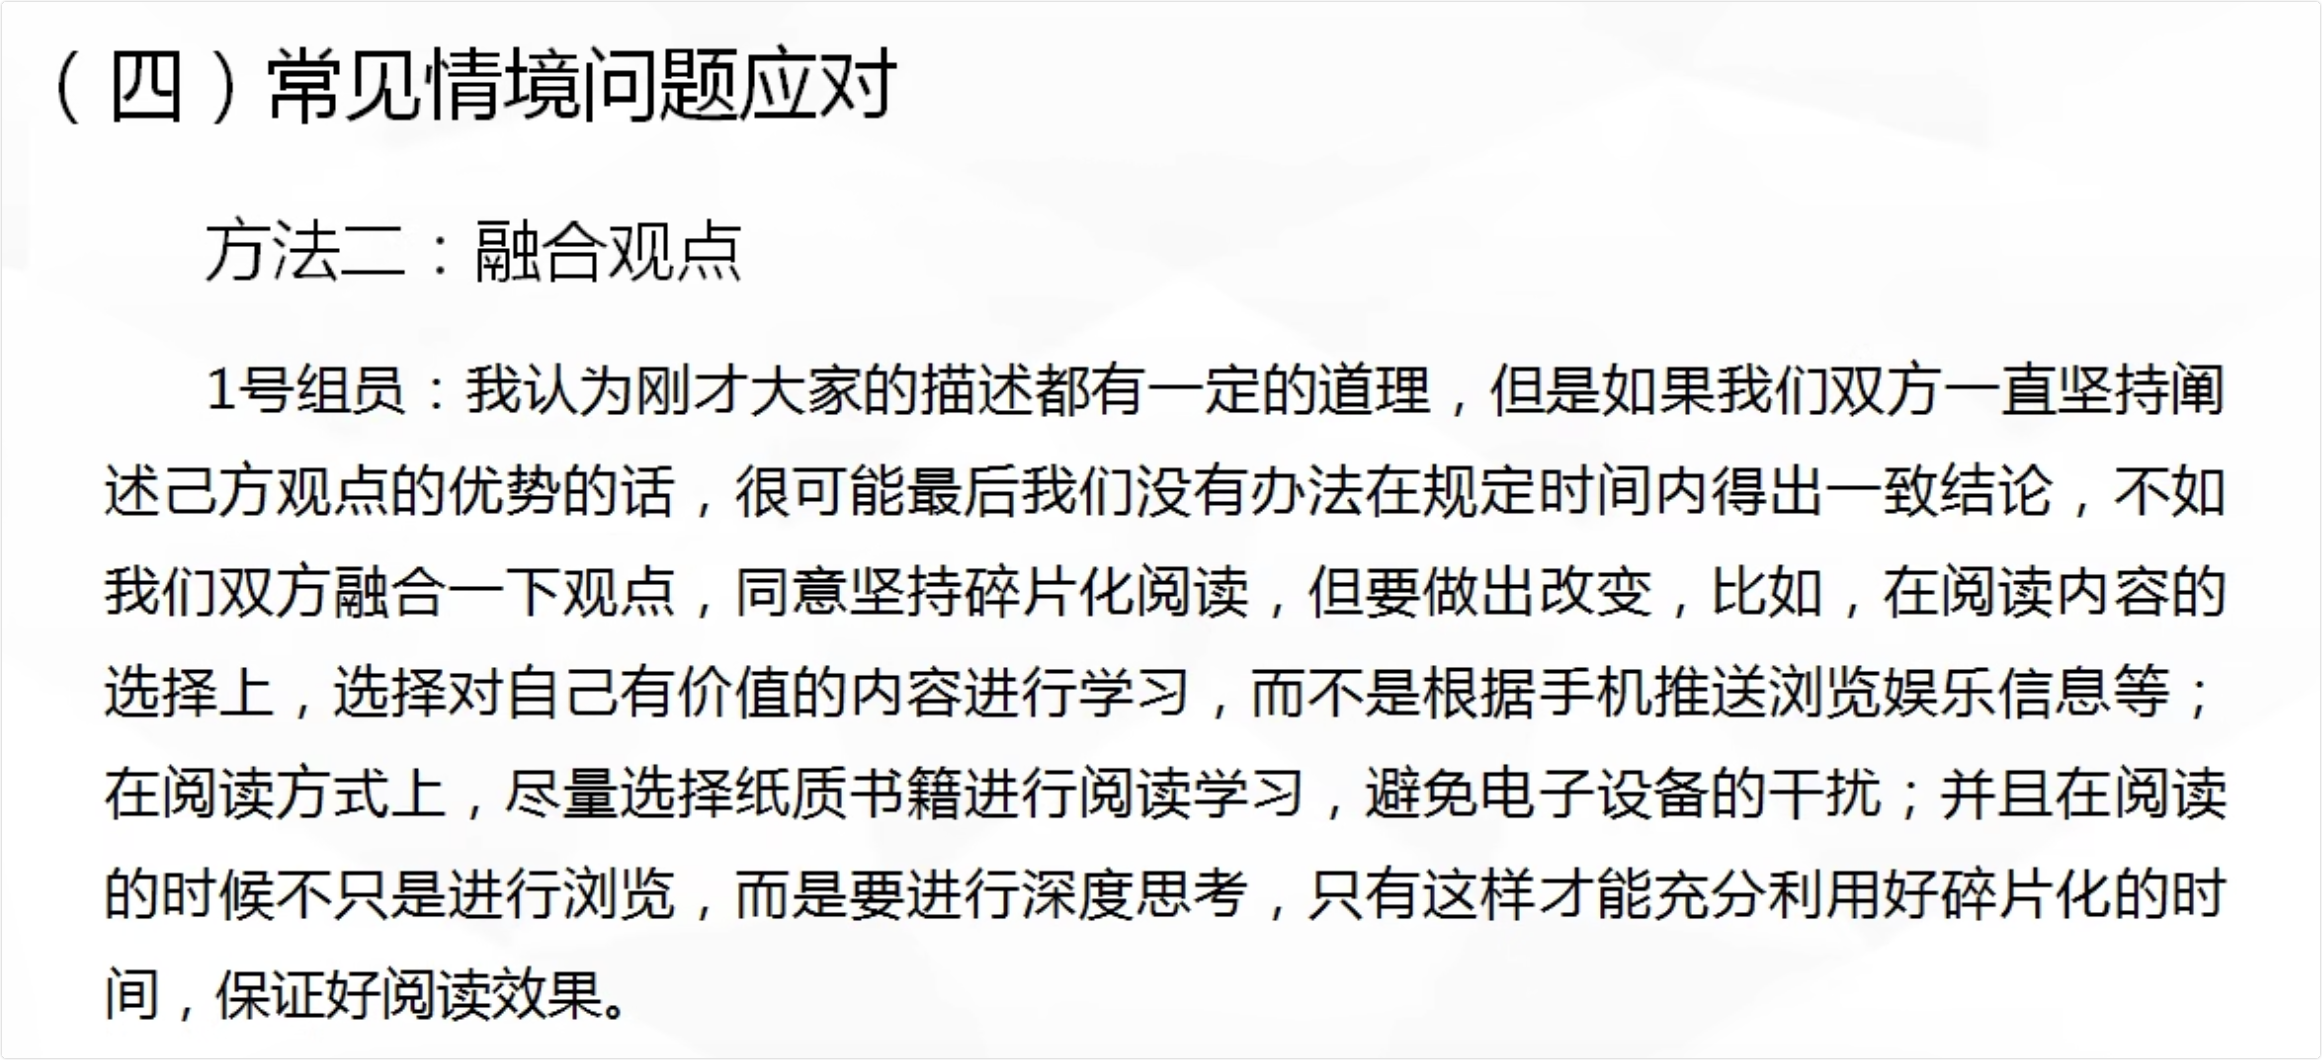 （四）常见情境问题应对
方法二：融合观点
1号组员：我认为刚才大家的描述都有一定的道理，但是如果我们双方一直坚持阐
述己方观点的优势的话，很可能最后我们没有办法在规定时间内得出一致结论，不如
我们双方融合一下观点，同意坚持碎片化阅读，但要做出改变，比如，在阅读内容的
选择上，选择对自己有价值的内容进行学习，而不是根据手机推送浏览娱乐信息等；
在阅读方式上，尽量选择纸质书籍进行阅读学习，避免电子设备的干扰；并且在阅读
的时候不只是进行浏览，而是要进行深度思考，只有这样才能充分利用好碎片化的时
间，保证好阅读效果。